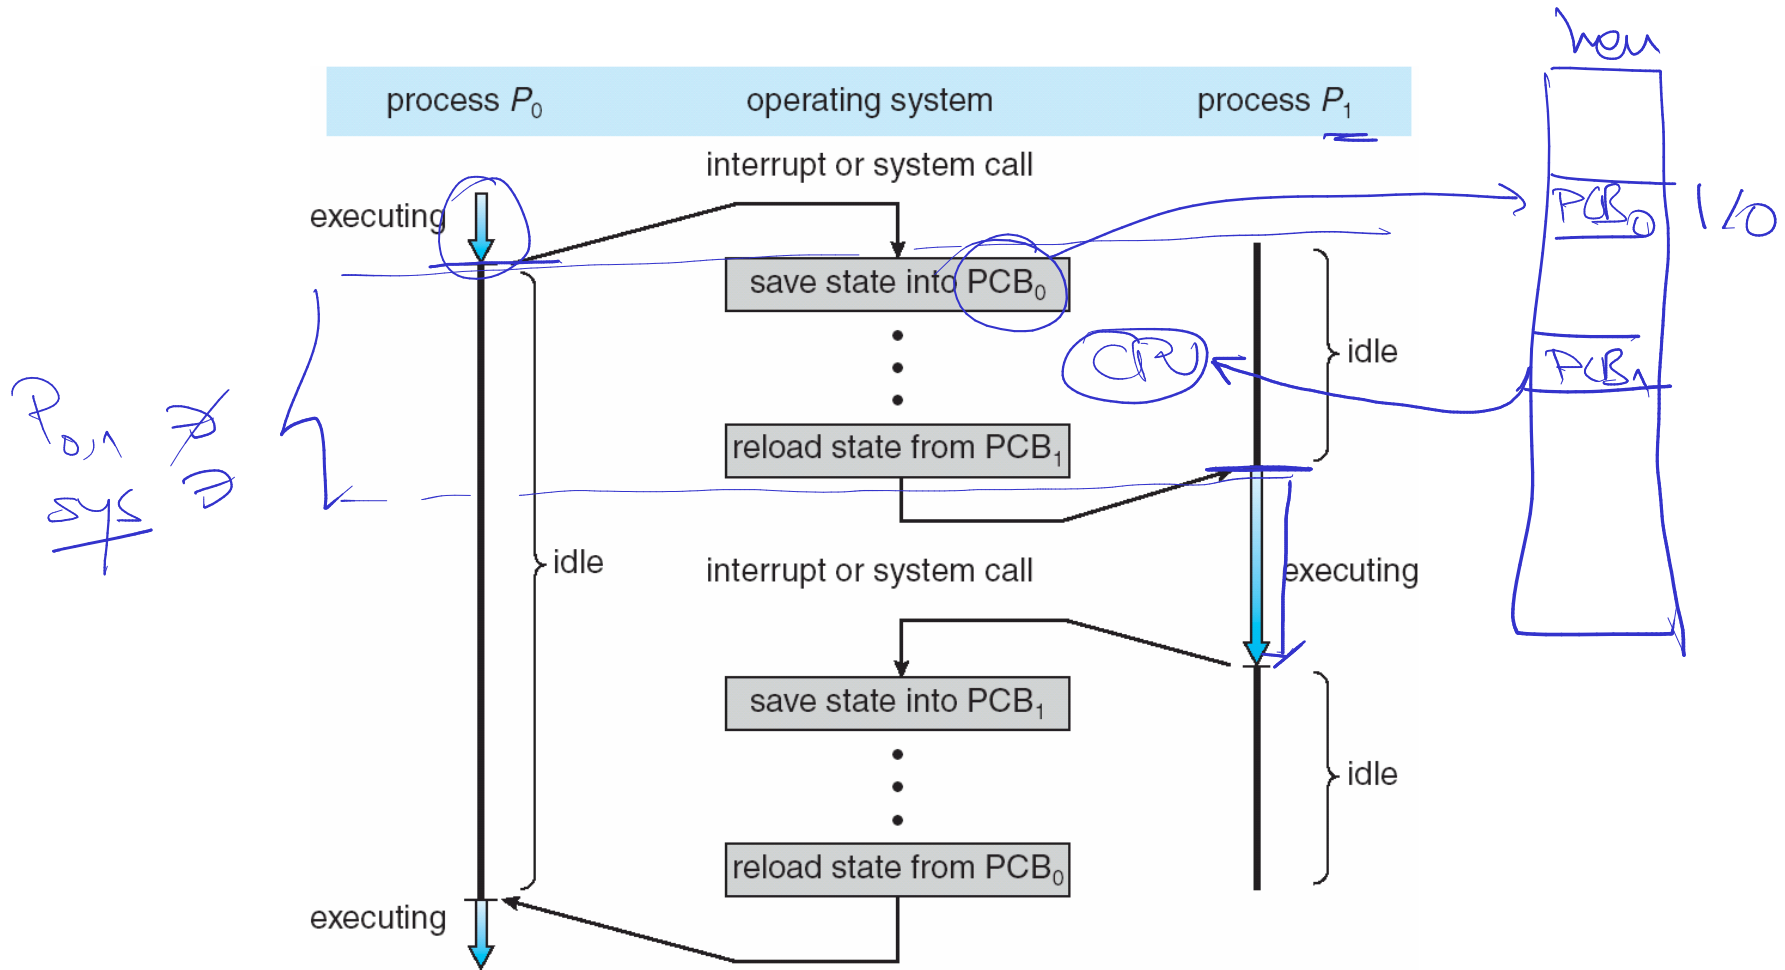 process P0 operating system process P1
interrupt or system call
executing
save state into PCB0
PCB0 I/O
idle
CPU
PCB1
P0,1
reload state from PCB1
sys
idle
interrupt or system call
executing
save state into PCB1
idle
reload state from PCB0
executing